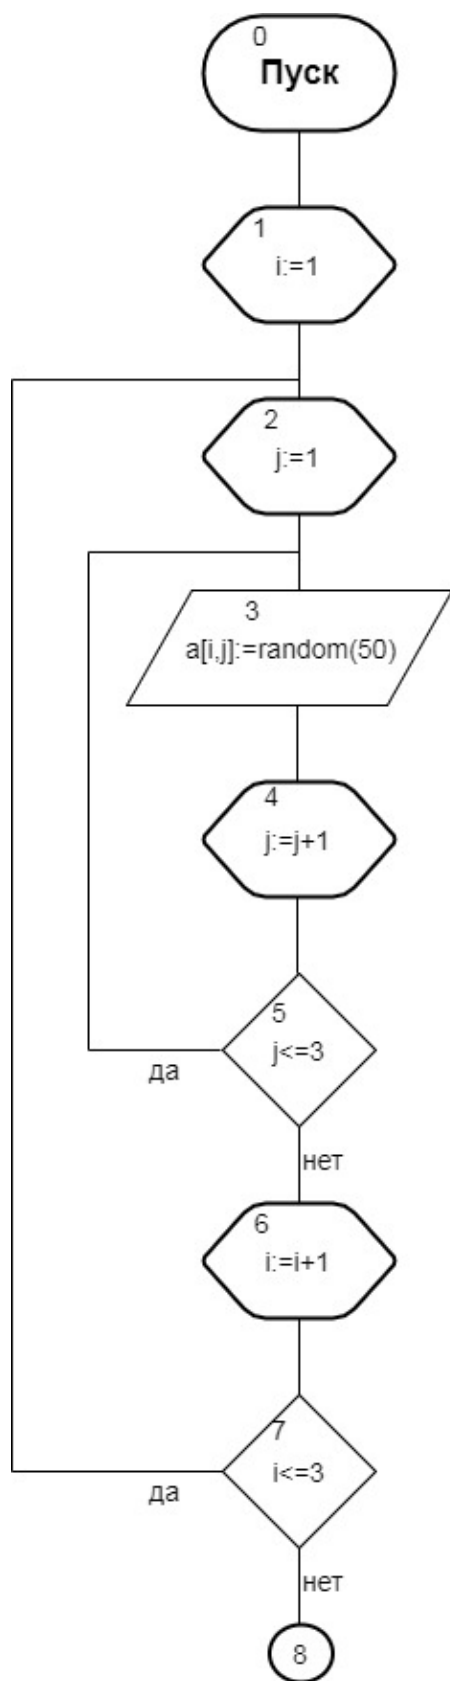 0
Пуск
1
i:=1
2
j:=1
3
a[i,j]:=random(50)
4
j:=j+1
5
j<=3
да
нет
6
i:=i+1
7
i<=3
да
нет
8